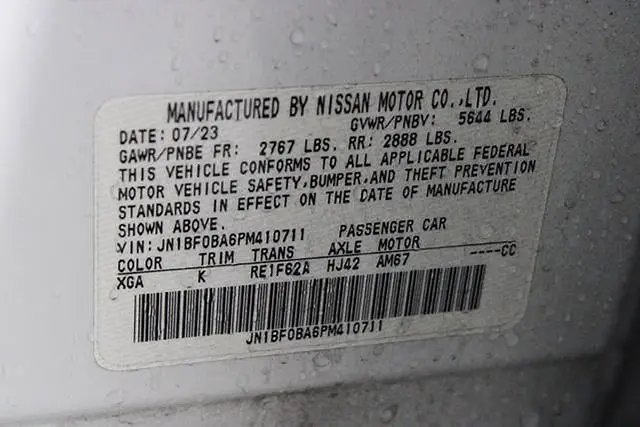 MANUFACTURED BY NISSAN MOTOR CO.,LTD.
DATE: 07/23 GVWR/PNBV: 5644 LBS.
GAWR/PNBE FR: 2767 LBS. RR: 2888 LBS.
THIS VEHICLE CONFORMS TO ALL APPLICABLE FEDERAL
MOTOR VEHICLE SAFETY,BUMPER,AND THEFT PREVENTION
STANDARDS IN EFFECT ON THE DATE OF MANUFACTURE
SHOWN ABOVE.
VIN: JN1BF0BA6PM410711 PASSENGER CAR
COLOR TRIM TRANS AXLE MOTOR
XGA K RE1F62A HJ42 AM67 ----CC
JN1BF0BA6PM410711